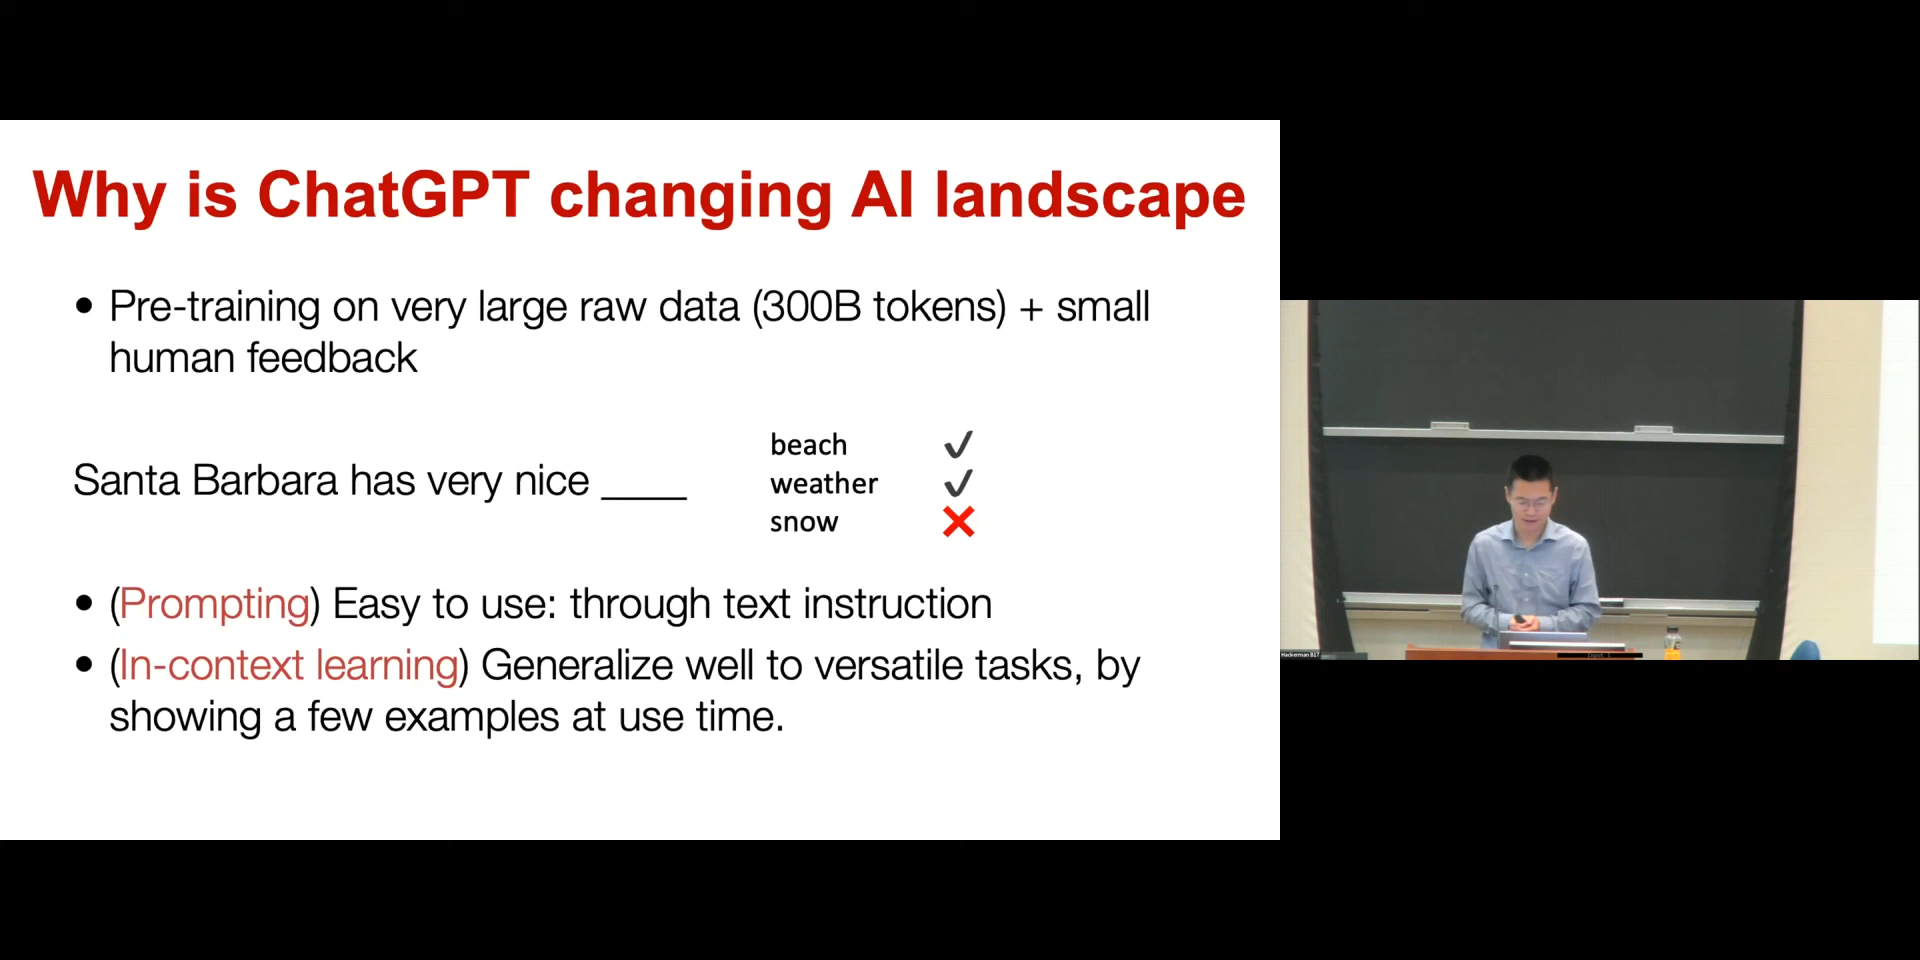 Why is ChatGPT changing AI landscape
• Pre-training on very large raw data (300B tokens) + small
human feedback
Santa Barbara has very nice ____
beach ✓
weather ✓
snow ✗
• (Prompting) Easy to use: through text instruction
• (In-context learning) Generalize well to versatile tasks, by
showing a few examples at use time.
Hackerman B17